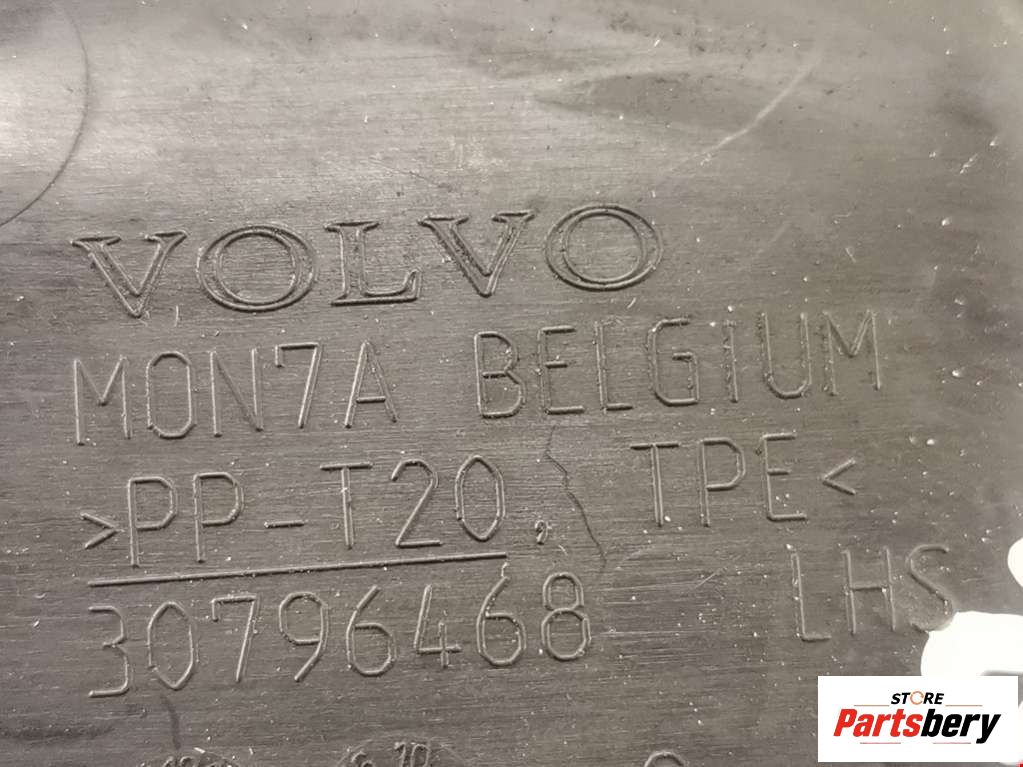 VOLVO
MON7A BELGIUM
>PP-T20, TPE<
30796468 LHS
STORE
Partsbery